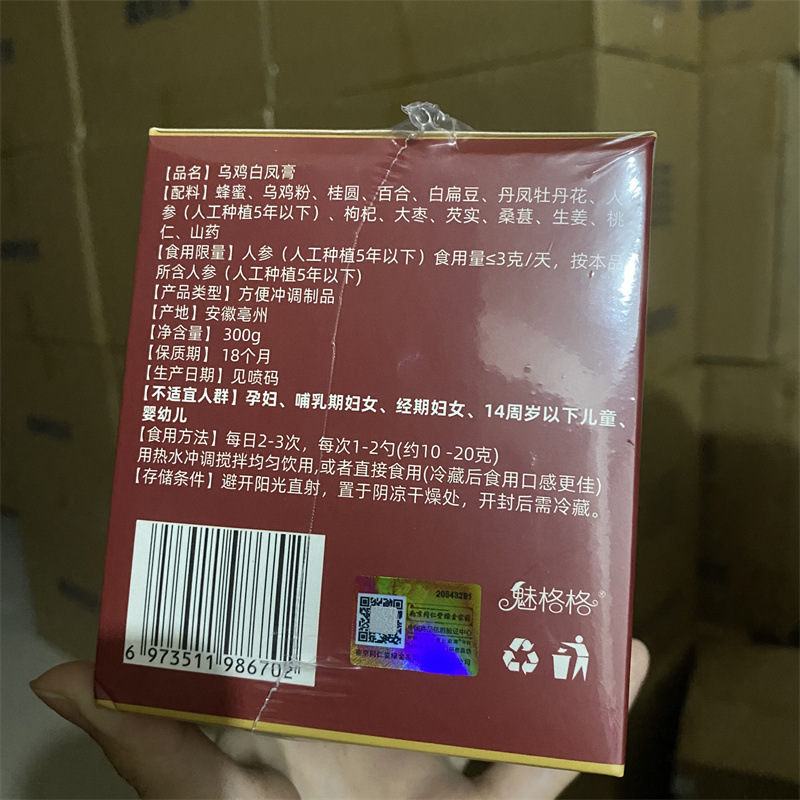 【品名】乌鸡白凤膏
【配料】蜂蜜、乌鸡粉、桂圆、百合、白扁豆、丹凤牡丹花、人
参（人工种植5年以下）、枸杞、大枣、芡实、桑葚、生姜、桃
仁、山药
【食用限量】人参（人工种植5年以下）食用量≤3克/天，按本品
所含人参（人工种植5年以下)
【产品类型】方便冲调制品
【产地】安徽亳州
【净含量】 300g
【保质期】 18个月
【生产日期】见喷码
【不适宜人群】孕妇、哺乳期妇女、经期妇女、14周岁以下儿童、
婴幼儿
【食用方法】每日2-3次，每次1-2勺(约10 -20克)
用热水冲调搅拌均匀饮用,或者直接食用(冷藏后食用口感更佳)
【存储条件】避开阳光直射，置于阴凉干燥处，开封后需冷藏。
6 973511 986702
20543291
南京同仁堂绿金家园
魅格格®